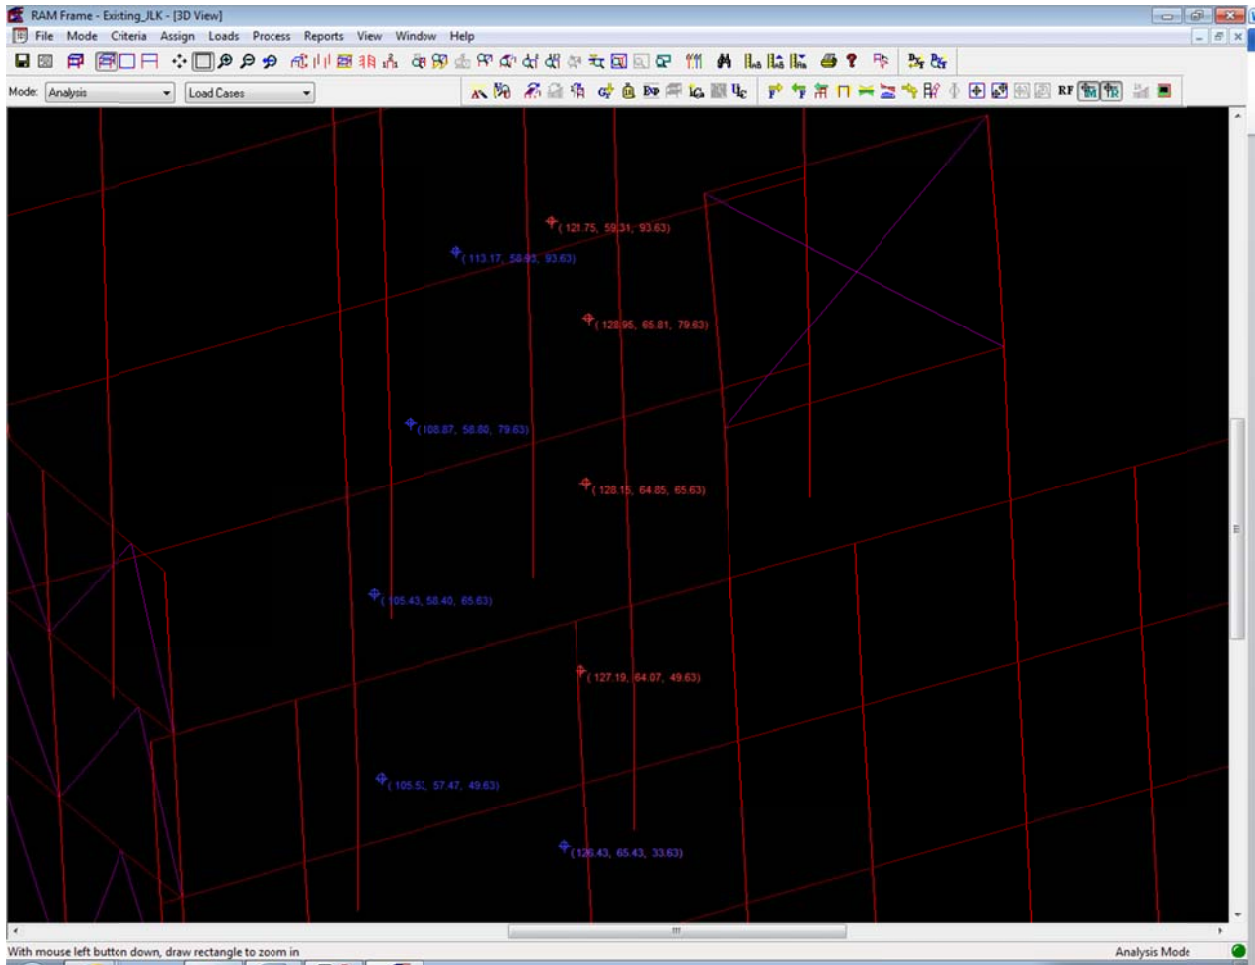 RAM Frame - Existing_JLK - [3D View]
File Mode Criteria Assign Loads Process Reports View Window Help
Mode: Analysis Load Cases RF
(121.75, 59.31, 93.63)
(113.17, 58.93, 93.63)
(128.95, 65.81, 79.63)
(108.87, 58.80, 79.63)
(128.15, 64.85, 65.63)
(105.43, 58.40, 65.63)
(127.19, 64.07, 49.63)
57.47, 49.63)
(126.43, 65.43, 33.63)
With mouse left button down, draw rectangle to zoom in Analysis Mode